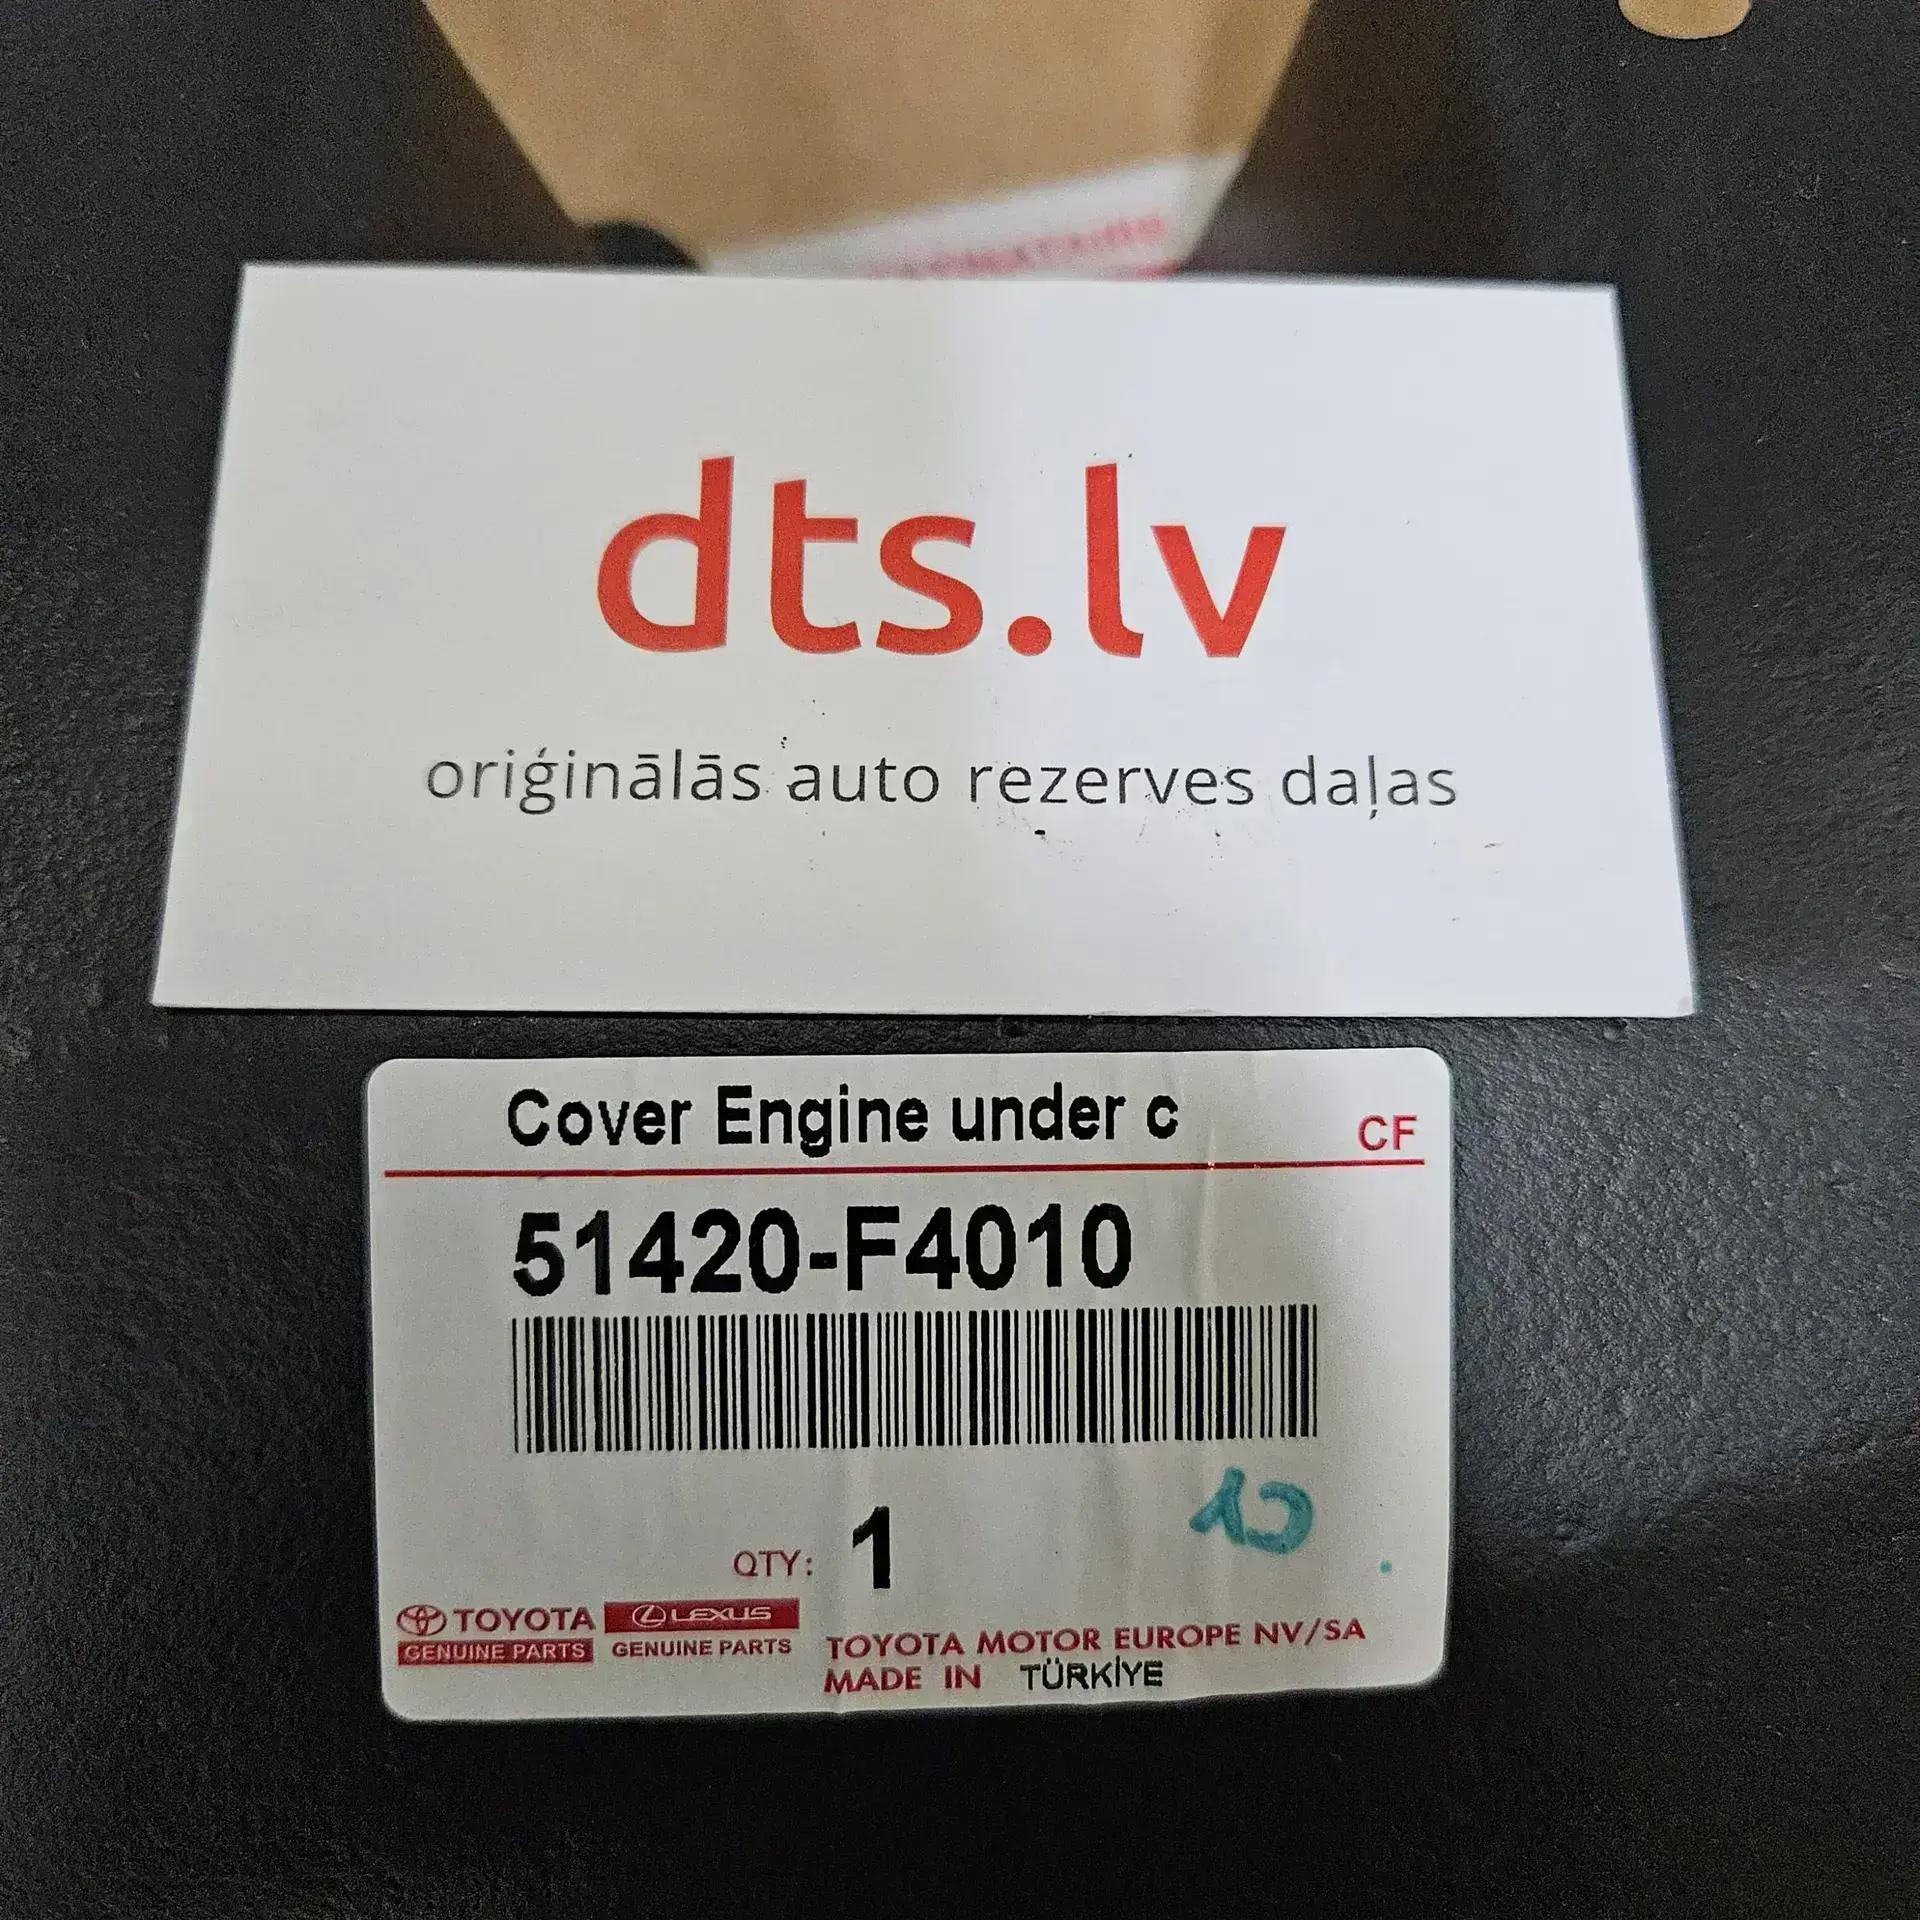 dts.lv
oriģinālās auto rezerves daļas
Cover Engine under c
CF
51420-F4010
QTY: 1
10
TOYOTA
GENUINE PARTS
LEXUS
GENUINE PARTS
TOYOTA MOTOR EUROPE NV/SA
MADE IN TÜRKİYE